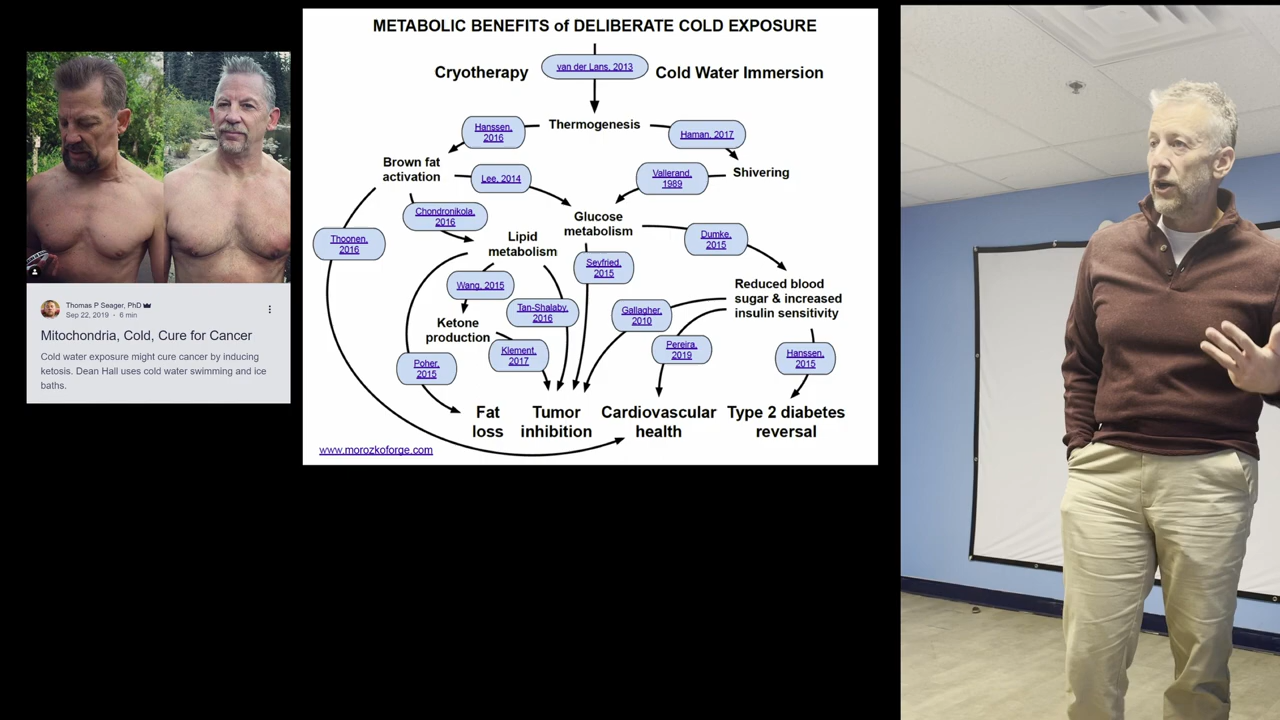 Thomas P Seager, PhD
Sep 22, 2019 · 6 min
Mitochondria, Cold, Cure for Cancer
Cold water exposure might cure cancer by inducing
ketosis. Dean Hall uses cold water swimming and ice
baths.
METABOLIC BENEFITS of DELIBERATE COLD EXPOSURE
Cryotherapy
van der Lans, 2013
Cold Water Immersion
Hanssen,
2016
Thermogenesis
Haman, 2017
Brown fat
activation
Lee, 2014
Vallerand,
1989
Shivering
Chondronikola,
2016
Glucose
metabolism
Thoonen,
2016
Lipid
metabolism
Dumke,
2015
Seyfried,
2015
Wang, 2015
Reduced blood
sugar & increased
insulin sensitivity
Tan-Shalaby,
2016
Gallagher,
2010
Ketone
production
Klement,
2017
Pereira,
2019
Hanssen,
2015
Poher,
2015
Fat
loss
Tumor
inhibition
Cardiovascular
health
Type 2 diabetes
reversal
www.morozkoforge.com